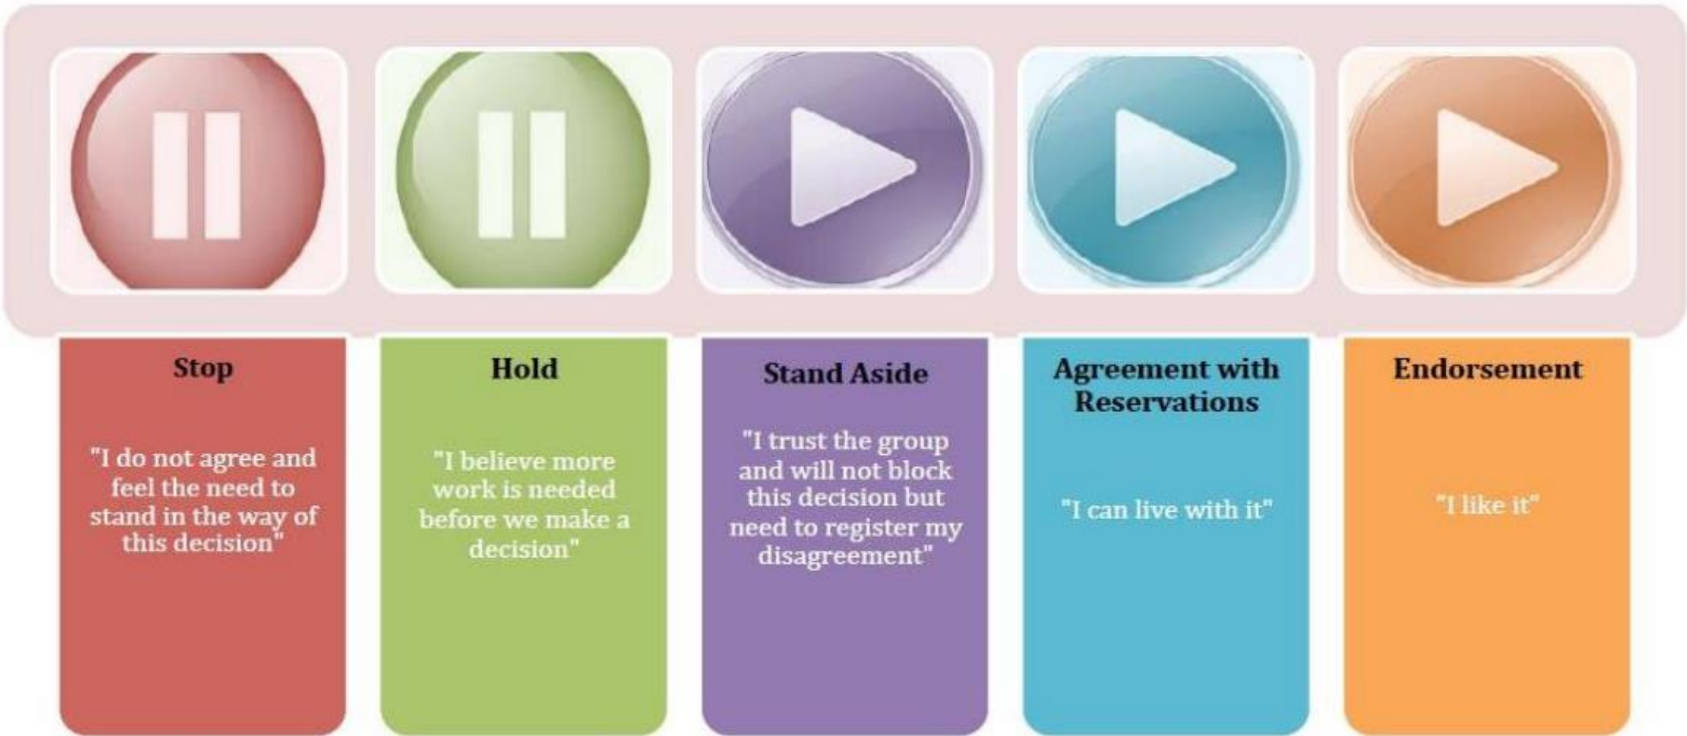 Stop
"I do not agree and
feel the need to
stand in the way of
this decision"
Hold
"I believe more
work is needed
before we make a
decision"
Stand Aside
"I trust the group
and will not block
this decision but
need to register my
disagreement"
Agreement with
Reservations
"I can live with it"
Endorsement
"I like it"